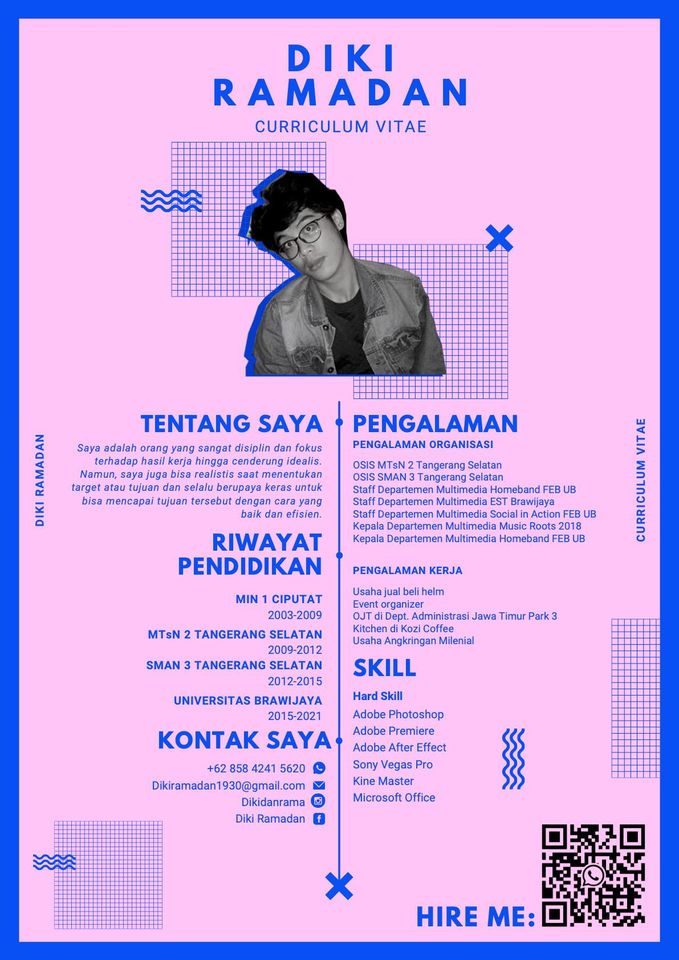 DIKI
RAMADAN
CURRICULUM VITAE
DIKI RAMADAN
CURRICULUM VITAE
TENTANG SAYA
Saya adalah orang yang sangat disiplin dan fokus
terhadap hasil kerja hingga cenderung idealis.
Namun, saya juga bisa realistis saat menentukan
target atau tujuan dan selalu berupaya keras untuk
bisa mencapai tujuan tersebut dengan cara yang
baik dan efisien.
RIWAYAT
PENDIDIKAN
MIN 1 CIPUTAT
2003-2009
MTsN 2 TANGERANG SELATAN
2009-2012
SMAN 3 TANGERANG SELATAN
2012-2015
UNIVERSITAS BRAWIJAYA
2015-2021
KONTAK SAYA
+62 858 4241 5620
Dikiramadan1930@gmail.com
Dikidanrama
Diki Ramadan
PENGALAMAN
PENGALAMAN ORGANISASI
OSIS MTsN 2 Tangerang Selatan
OSIS SMAN 3 Tangerang Selatan
Staff Departemen Multimedia Homeband FEB UB
Staff Departemen Multimedia EST Brawijaya
Staff Departemen Multimedia Social in Action FEB UB
Kepala Departemen Multimedia Music Roots 2018
Kepala Departemen Multimedia Homeband FEB UB
PENGALAMAN KERJA
Usaha jual beli helm
Event organizer
OJT di Dept. Administrasi Jawa Timur Park 3
Kitchen di Kozi Coffee
Usaha Angkringan Milenial
SKILL
Hard Skill
Adobe Photoshop
Adobe Premiere
Adobe After Effect
Sony Vegas Pro
Kine Master
Microsoft Office
HIRE ME: